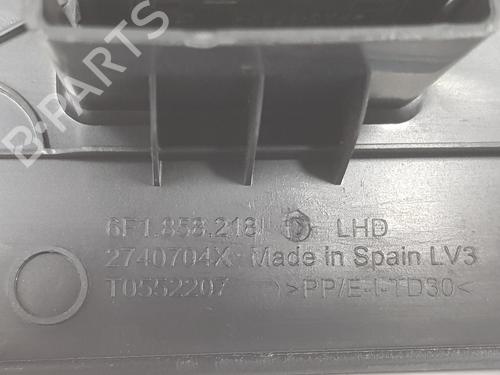 B-PARTS
6F1.858.218 LHD
2740704X Made in Spain LV3
T0552207 >PP/E-I-TD30<